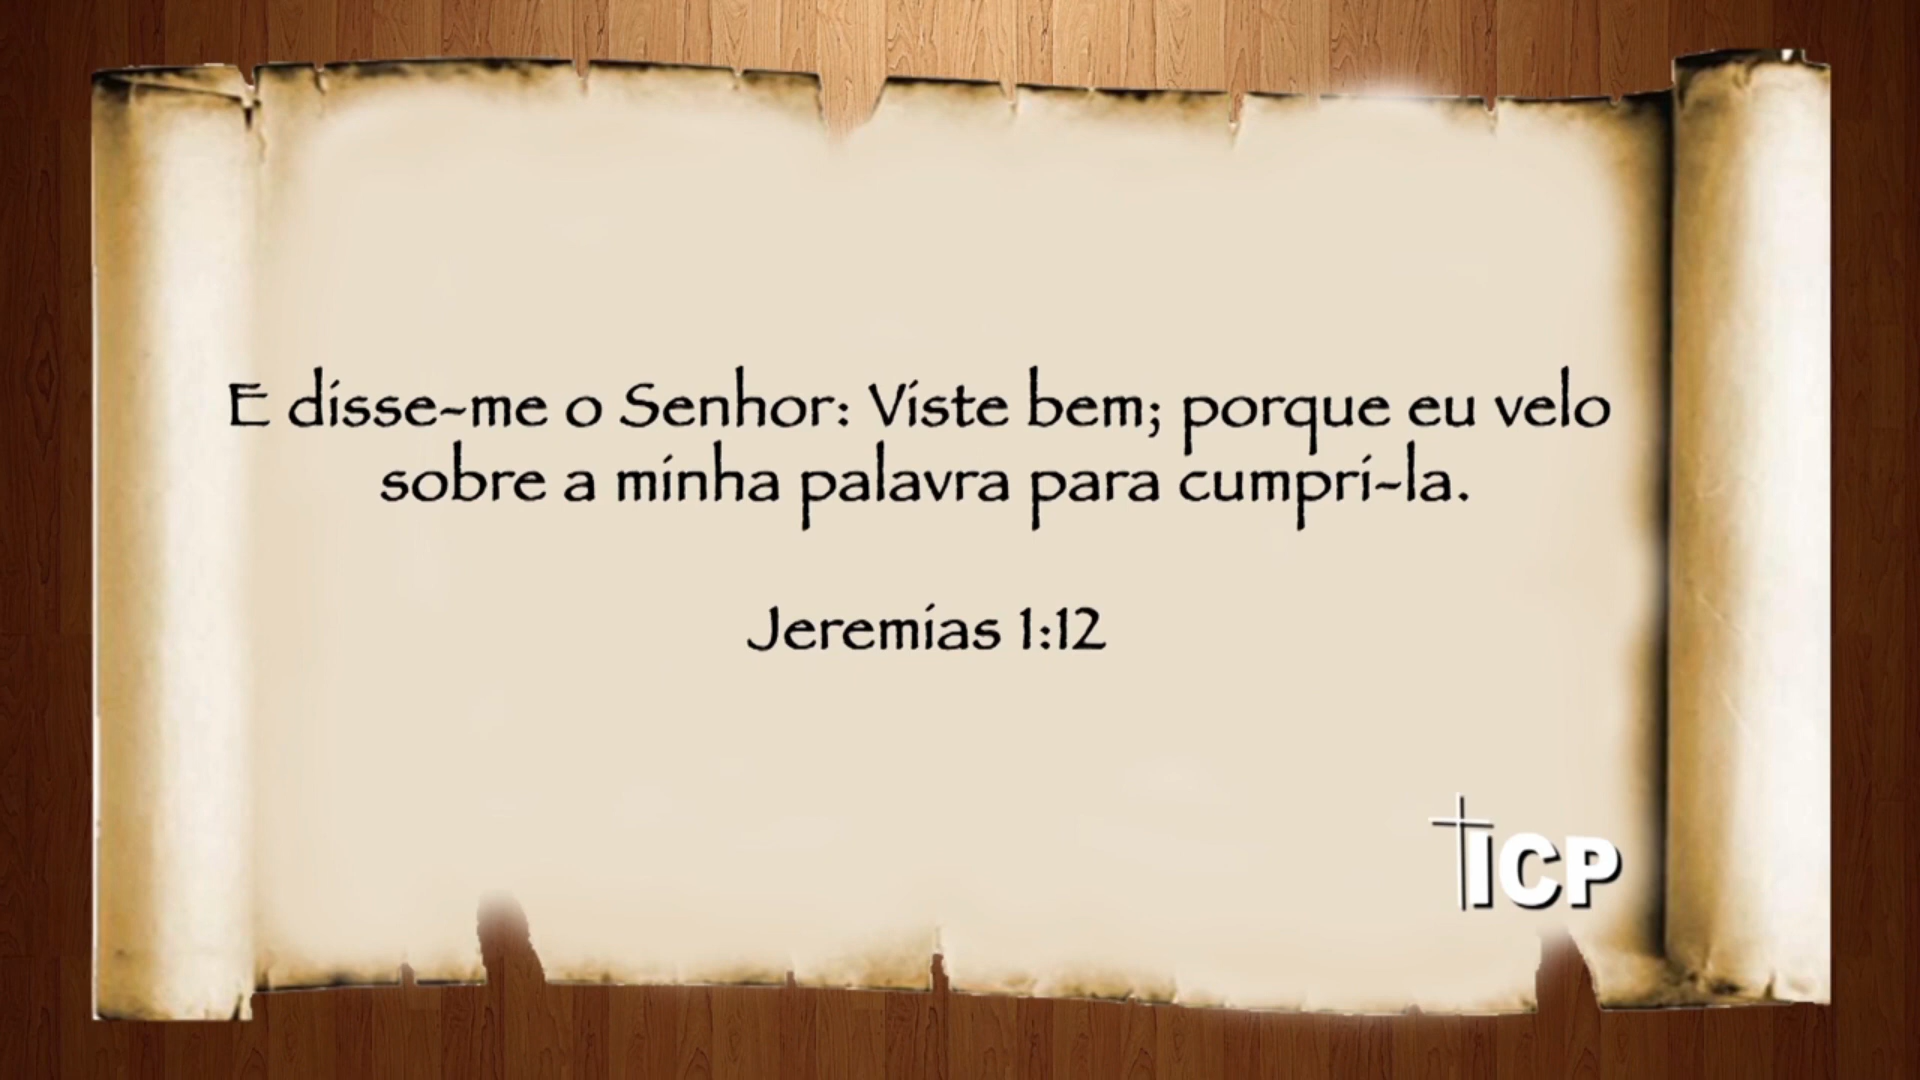 E disse-me o Senhor: Viste bem; porque eu velo
sobre a minha palavra para cumpri-la.
Jeremias 1:12
ICP